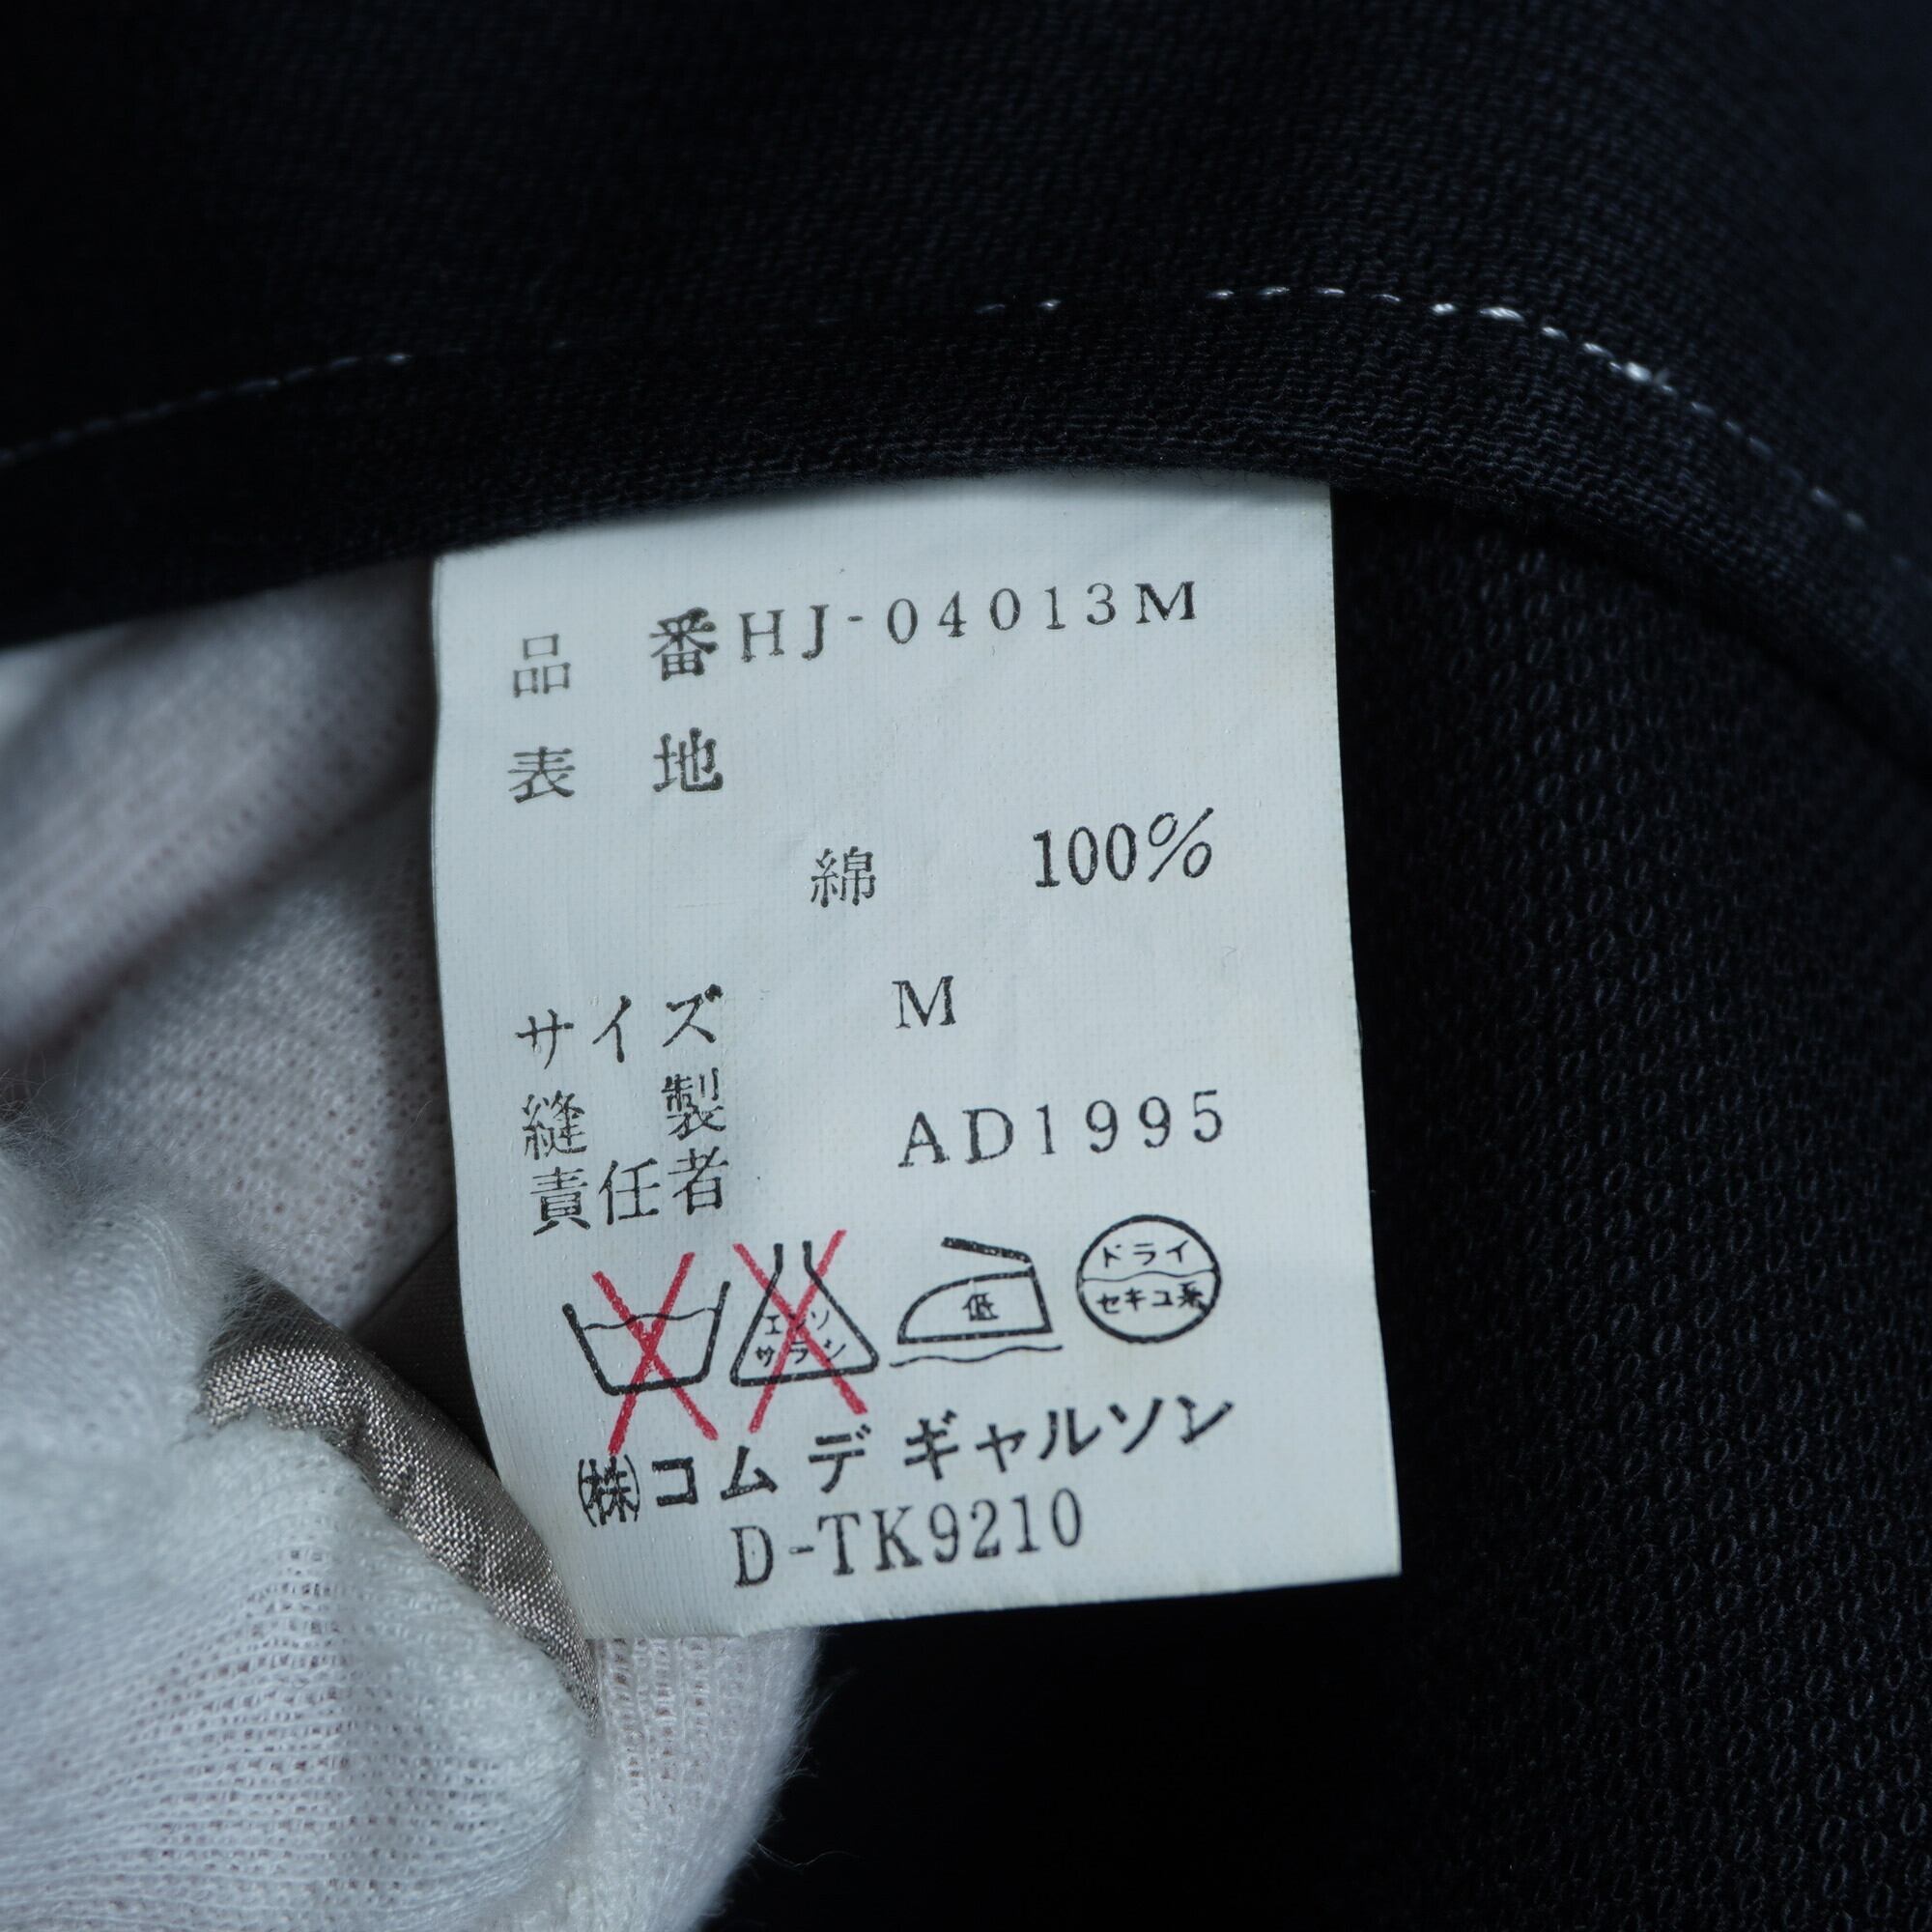 品 番HJ-04013M
表 地
綿 100%
サイズ M
縫 製
責任者 AD1995
エンソ
サラシ
低
ドライ
セキユ系
㈱コム デ ギャルソン
D-TK9210